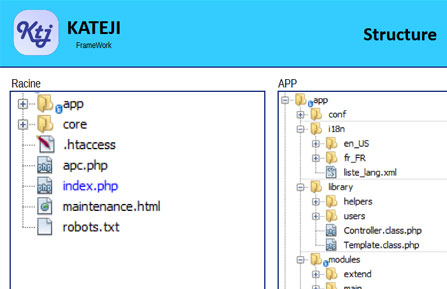 Ktj
KATEJI
FrameWork
Structure
Racine
app
core
.htaccess
apc.php
index.php
maintenance.html
robots.txt
APP
app
conf
i18n
en_US
fr_FR
liste_lang.xml
library
helpers
users
Controller.class.php
Template.class.php
modules
extend
main